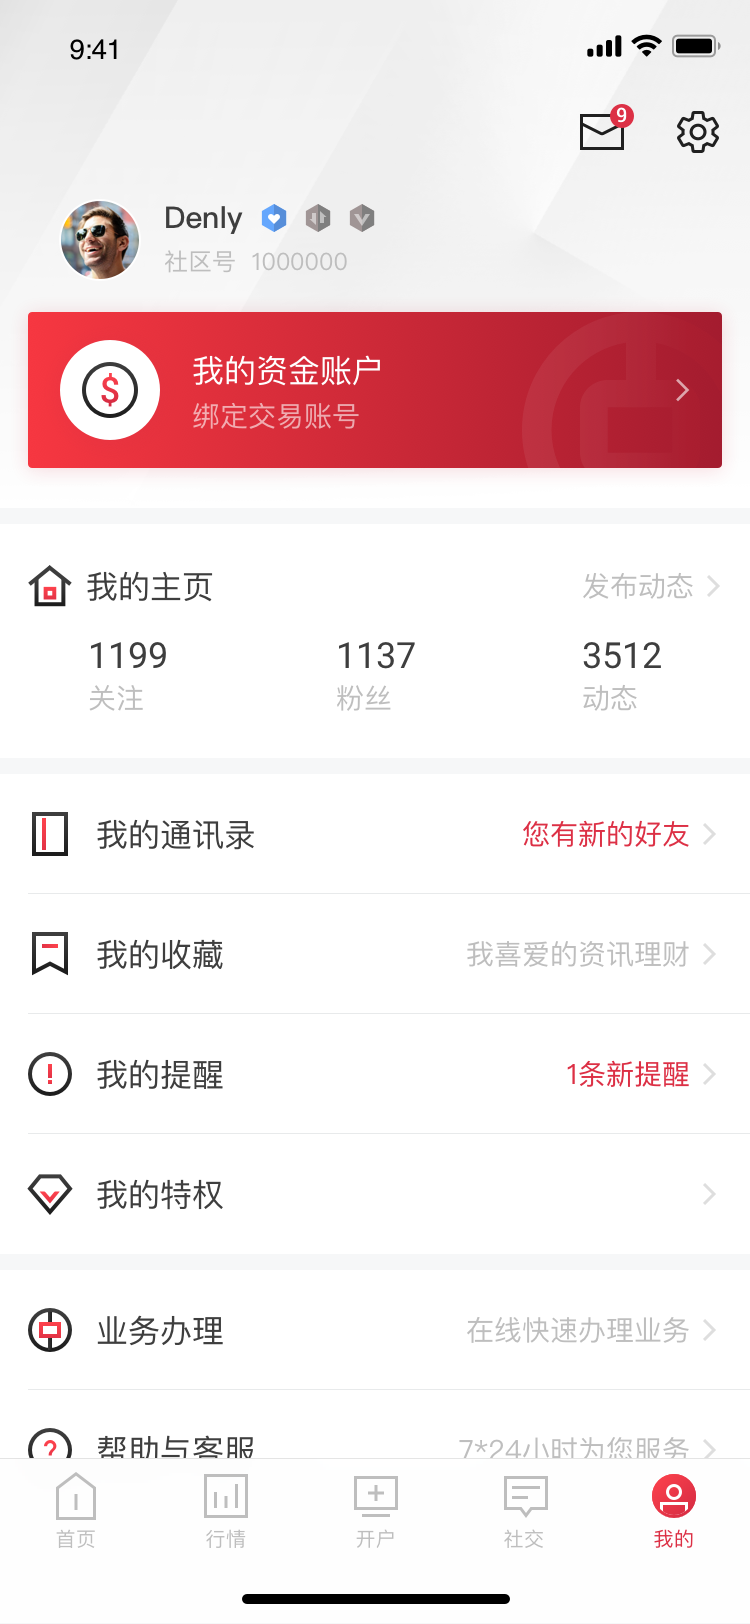 9:41
9
Denly
社区号 1000000
我的资金账户
绑定交易账号
我的主页
发布动态
1199 1137 3512
关注 粉丝 动态
我的通讯录 您有新的好友
我的收藏 我喜爱的资讯理财
我的提醒 1条新提醒
我的特权
业务办理 在线快速办理业务
帮助与客服 7*24小时为您服务
首页 行情 开户 社交 我的